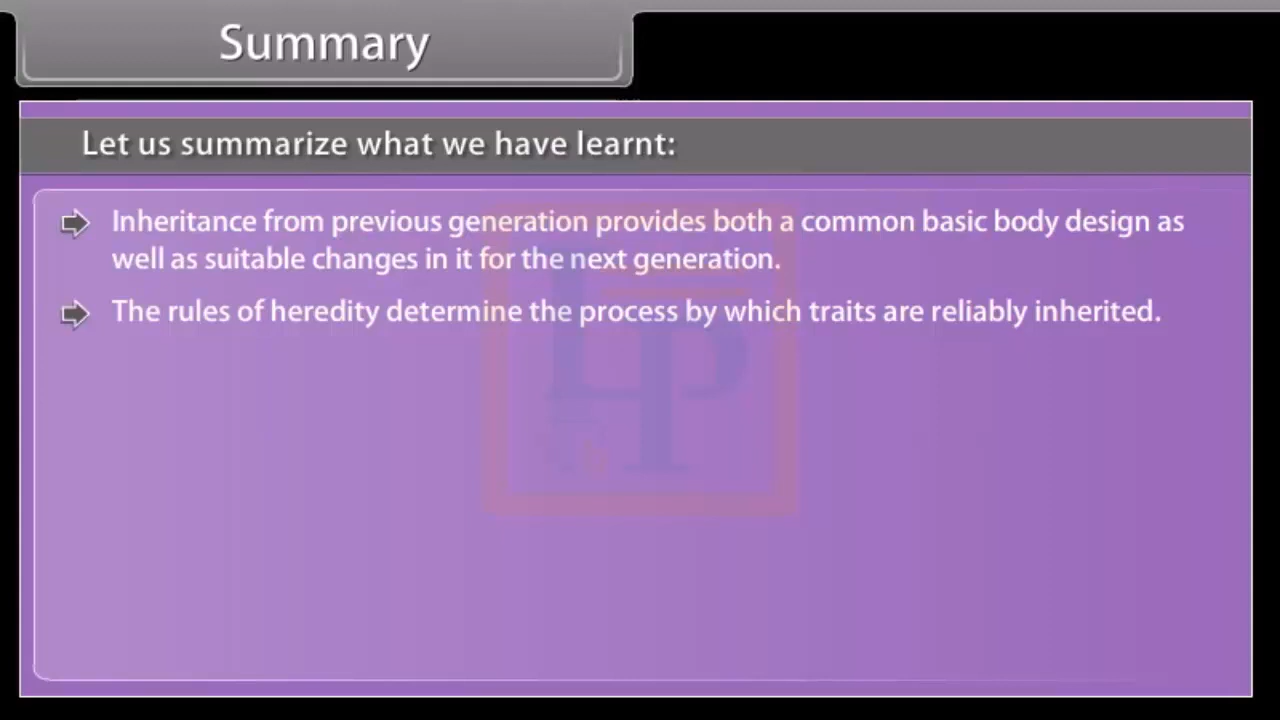 Summary
Let us summarize what we have learnt:
Inheritance from previous generation provides both a common basic body design as
well as suitable changes in it for the next generation.
The rules of heredity determine the process by which traits are reliably inherited.